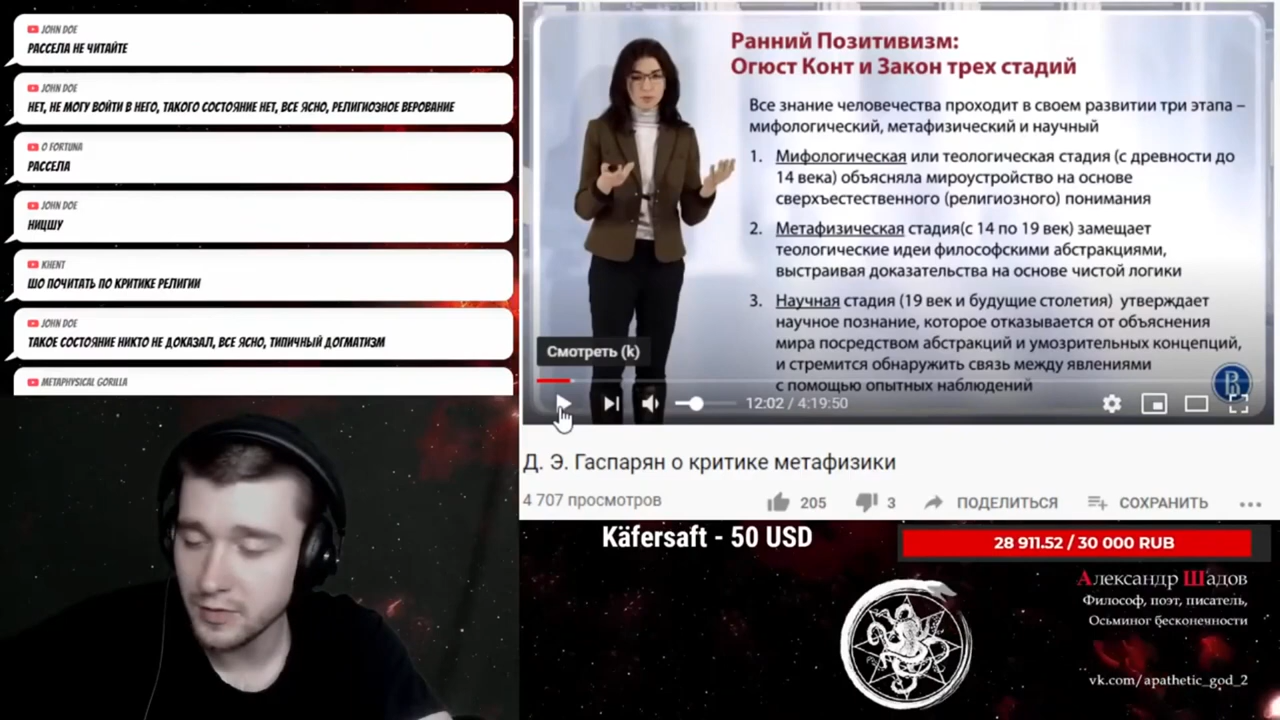 JOHN DOE
РАССЕЛА НЕ ЧИТАЙТЕ
JOHN DOE
НЕТ, НЕ МОГУ ВОЙТИ В НЕГО, ТАКОГО СОСТОЯНИЕ НЕТ, ВСЕ ЯСНО, РЕЛИГИОЗНОЕ ВЕРОВАНИЕ
O FORTUNA
РАССЕЛА
JOHN DOE
НИЦШУ
KHENT
ШО ПОЧИТАТЬ ПО КРИТИКЕ РЕЛИГИИ
JOHN DOE
ТАКОЕ СОСТОЯНИЕ НИКТО НЕ ДОКАЗАЛ, ВСЕ ЯСНО, ТИПИЧНЫЙ ДОГМАТИЗМ
METAPHYSICAL GORILLA
Ранний Позитивизм:
Огюст Конт и Закон трех стадий
Все знание человечества проходит в своем развитии три этапа –
мифологический, метафизический и научный
1. Мифологическая или теологическая стадия (с древности до
14 века) объясняла мироустройство на основе
сверхъестественного (религиозного) понимания
2. Метафизическая стадия(с 14 по 19 век) замещает
теологические идеи философскими абстракциями,
выстраивая доказательства на основе чистой логики
3. Научная стадия (19 век и будущие столетия) утверждает
научное познание, которое отказывается от объяснения
мира посредством абстракций и умозрительных концепций,
и стремится обнаружить связь между явлениями
с помощью опытных наблюдений
Смотреть (k)
12:02 / 4:19:50
Д. Э. Гаспарян о критике метафизики
4 707 просмотров
205
3
ПОДЕЛИТЬСЯ
СОХРАНИТЬ
Käfersaft - 50 USD
28 911.52 / 30 000 RUB
Александр Шадов
Философ, поэт, писатель,
Осьминог бесконечности
vk.com/apathetic_god_2